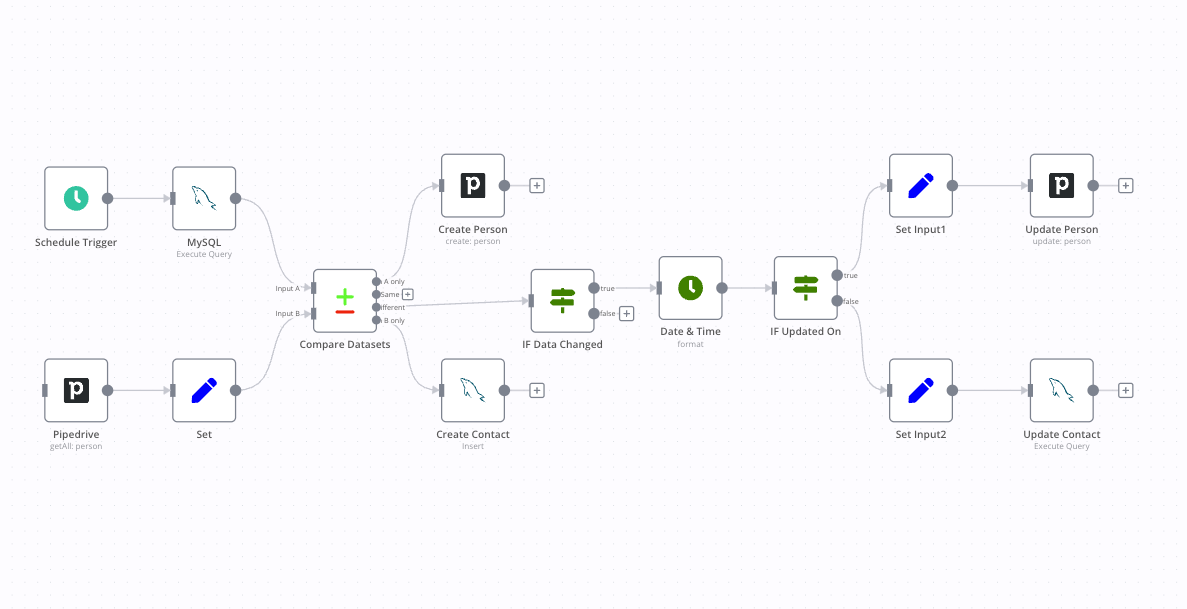 Schedule Trigger
MySQL
Execute Query
Pipedrive
getAll: person
Set
Input A
Input B
A only
Same
ifferent
B only
Compare Datasets
Create Person
create: person
Create Contact
Insert
true
false
IF Data Changed
Date & Time
format
true
false
IF Updated On
Set Input1
Update Person
update: person
Set Input2
Update Contact
Execute Query